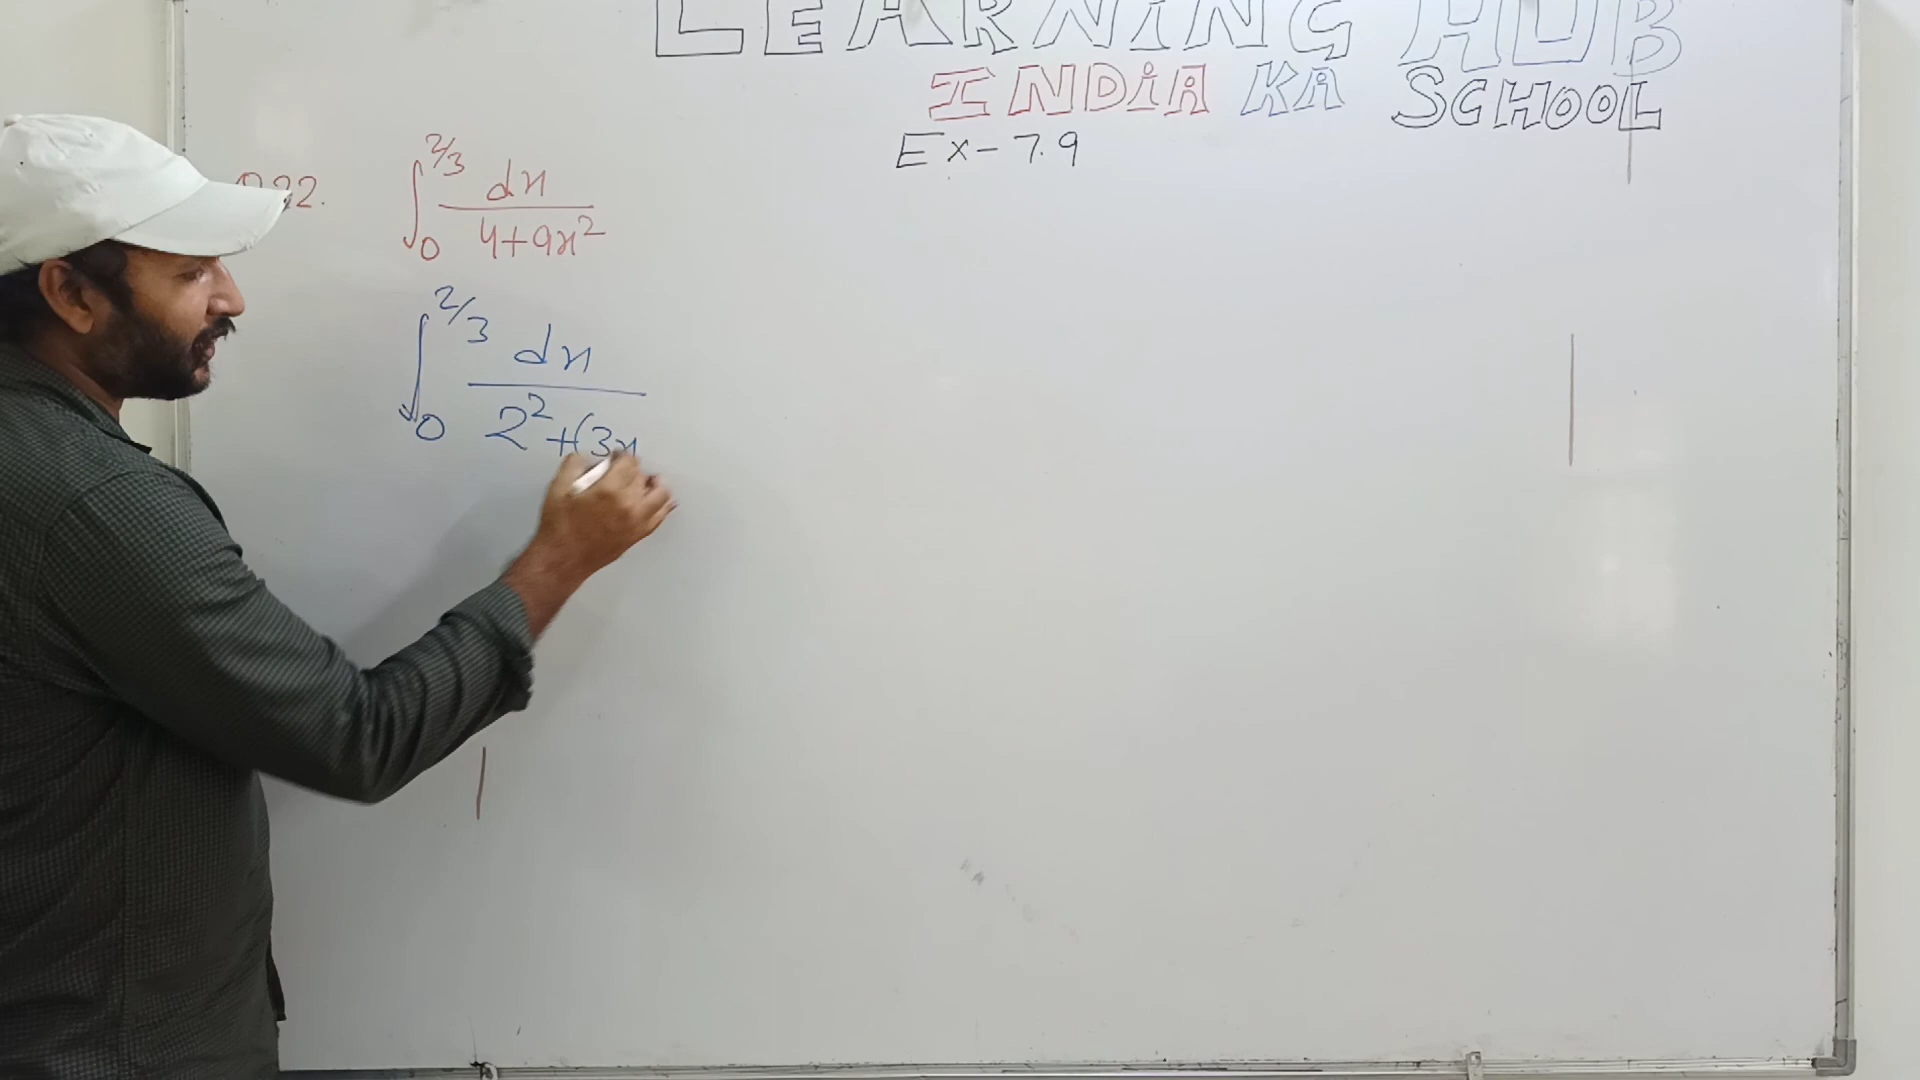 LEARNING HUB
INDIA KA SCHOOL
Ex-7.9
Q22. ∫₀^{2/3} dx / 4+9x²
∫₀^{2/3} dx / 2²+(3x